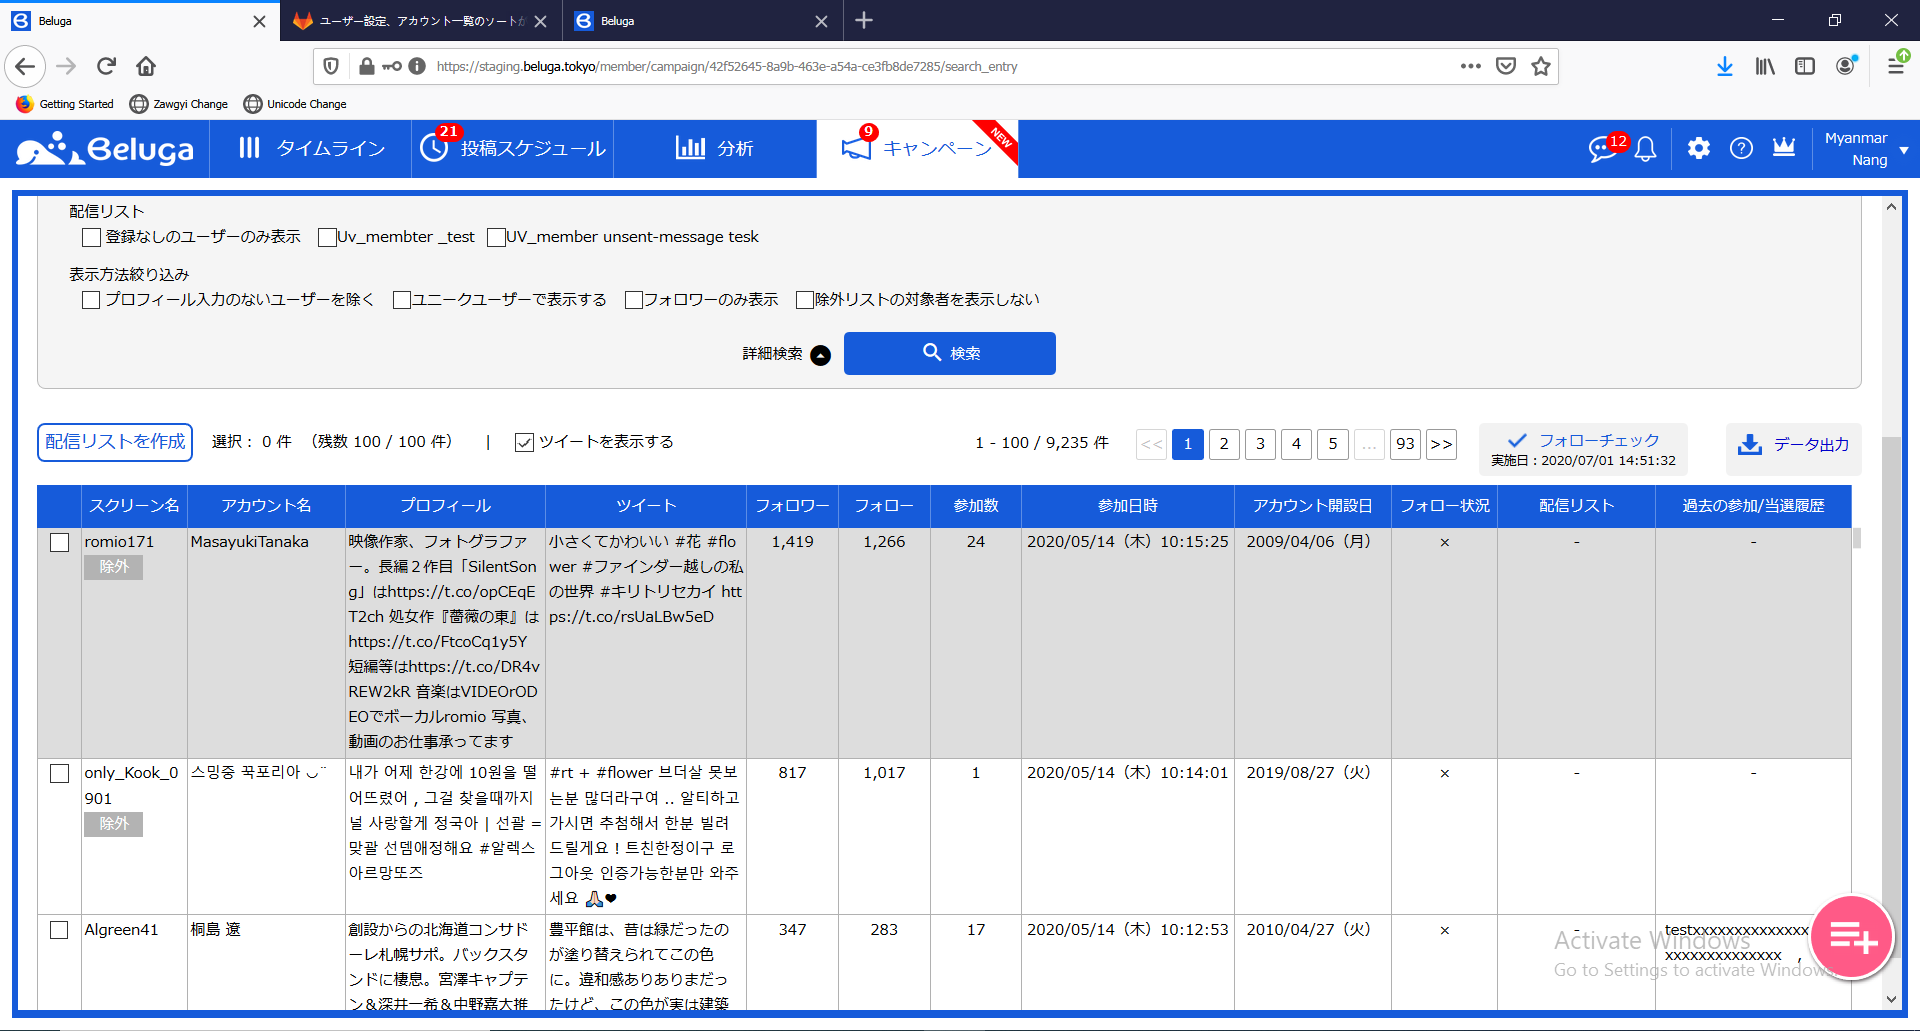 Beluga
ユーザー設定、アカウント一覧のソートが
Beluga
https://staging.beluga.tokyo/member/campaign/42f52645-8a9b-463e-a54a-ce3fb8de7285/search_entry
Getting Started Zawgyi Change Unicode Change
Beluga タイムライン 21 投稿スケジュール 分析 9 キャンペーン NEW 12 Myanmar
Nang
配信リスト
登録なしのユーザーのみ表示 Uv_membter _test UV_member unsent-message tesk
表示方法絞り込み
プロフィール入力のないユーザーを除く ユニークユーザーで表示する フォロワーのみ表示 除外リストの対象者を表示しない
詳細検索 検索
配信リストを作成 選択： 0 件 （残数 100 / 100 件） | ツイートを表示する 1 - 100 / 9,235 件 << 1 2 3 4 5 ... 93 >> フォローチェック データ出力
実施日 : 2020/07/01 14:51:32
スクリーン名 アカウント名 プロフィール ツイート フォロワー フォロー 参加数 参加日時 アカウント開設日 フォロー状況 配信リスト 過去の参加/当選履歴
romio171 MasayukiTanaka 映像作家、フォトグラファ 小さくてかわいい #花 #flo 1,419 1,266 24 2020/05/14（木）10:15:25 2009/04/06（月） × - -
除外 ー。長編２作目「SilentSon wer #ファインダー越しの私
g」はhttps://t.co/opCEqE の世界 #キリトリセカイ htt
T2ch 処女作『薔薇の東』は ps://t.co/rsUaLBw5eD
https://t.co/FtcoCq1y5Y
短編等はhttps://t.co/DR4v
REW2kR 音楽はVIDEOrOD
EOでボーカルromio 写真、
動画のお仕事承ってます
only_Kook_0 스밍중 꾹포리아 ᴗ¨ 내가 어제 한강에 10원을 떨 #rt + #flower 브더살 못보 817 1,017 1 2020/05/14（木）10:14:01 2019/08/27（火） × - -
901 어뜨렸어 , 그걸 찾을때까지 는분 많더라구여 .. 알티하고
除外 널 사랑할게 정국아 | 선괄 = 가시면 추첨해서 한분 빌려
맞괄 선뎀애정해요 #알렉스 드릴게요 ! 트친한정이구 로
아르망또즈 그아웃 인증가능한분만 와주
세요 🙏🏻❤
Algreen41 桐島 遼 創設からの北海道コンサド 豊平館は、昔は緑だったの 347 283 17 2020/05/14（木）10:12:53 2010/04/27（火） × - testxxxxxxxxxxxxxx
ーレ札幌サポ。バックスタ が塗り替えられてこの色 xxxxxxxxxxxxxx ,
ンドに棲息。宮澤キャプテ に。違和感ありありまだっ
ン＆深井一希＆中野嘉大推 たけど、この色が実は建築
Activate Windows
Go to Settings to activate Windows.